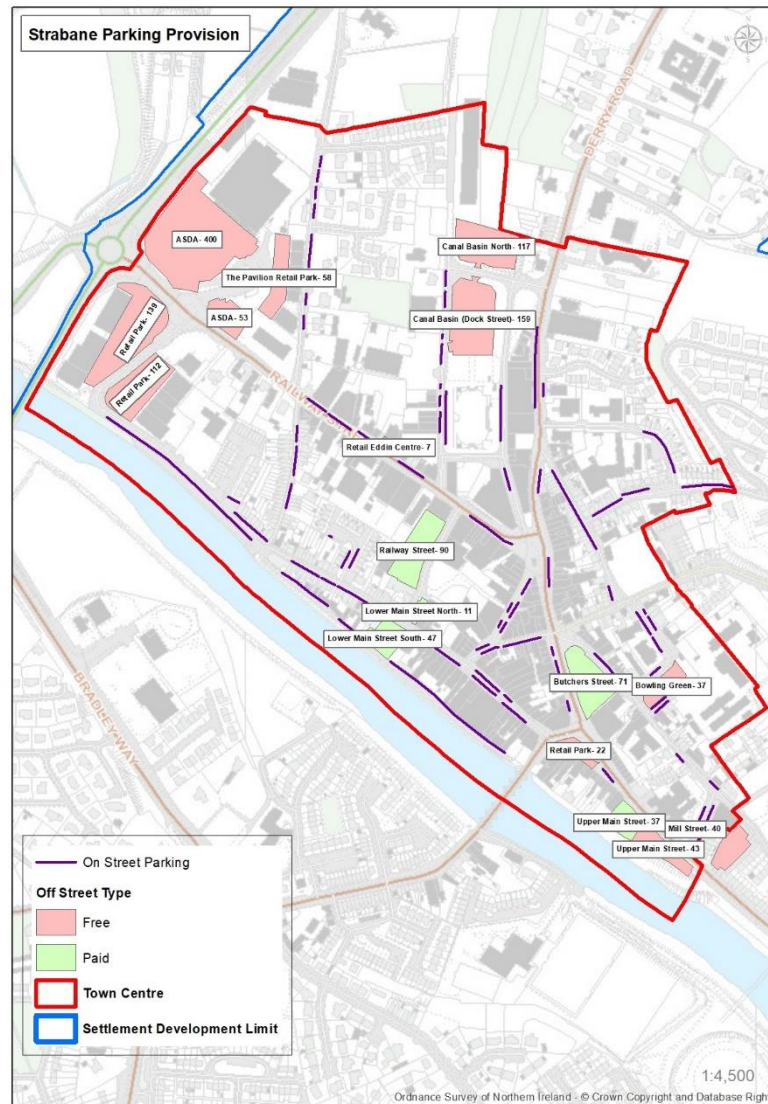 Strabane Parking Provision
N
DERRY ROAD
ASDA- 400
Canal Basin North- 117
The Pavilion Retail Park- 58
Canal Basin (Dock Street)- 159
ASDA- 53
Retail Park- 139
Retail Park- 112
Retail Eddin Centre- 7
Railway Street- 90
Lower Main Street North- 11
Lower Main Street South- 47
BRADLEY WAY
Butchers Street- 71
Bowling Green- 37
Retail Park- 22
Upper Main Street- 37
Mill Street- 40
Upper Main Street- 43
On Street Parking
Off Street Type
Free
Paid
Town Centre
Settlement Development Limit
1:4,500
Ordnance Survey of Northern Ireland - © Crown Copyright and Database Right